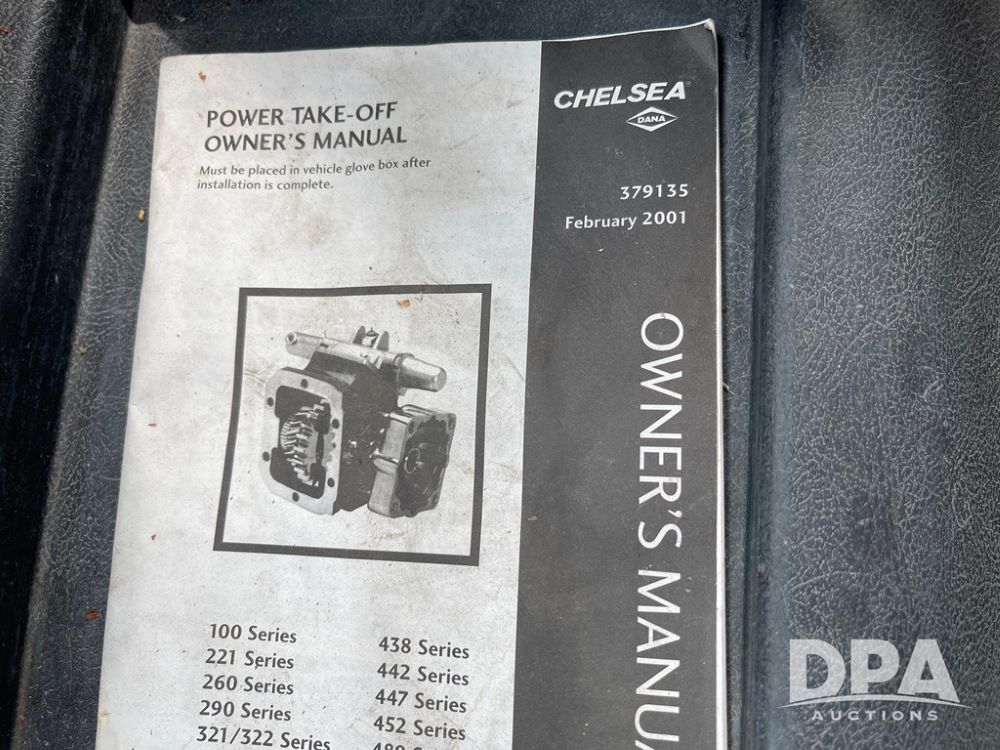 POWER TAKE-OFF
OWNER'S MANUAL
Must be placed in vehicle glove box after
installation is complete.
CHELSEA®
DANA
379135
February 2001
OWNER'S MANUA
100 Series
221 Series
260 Series
290 Series
321/322 Series
438 Series
442 Series
447 Series
452 Series
DPA
AUCTIONS